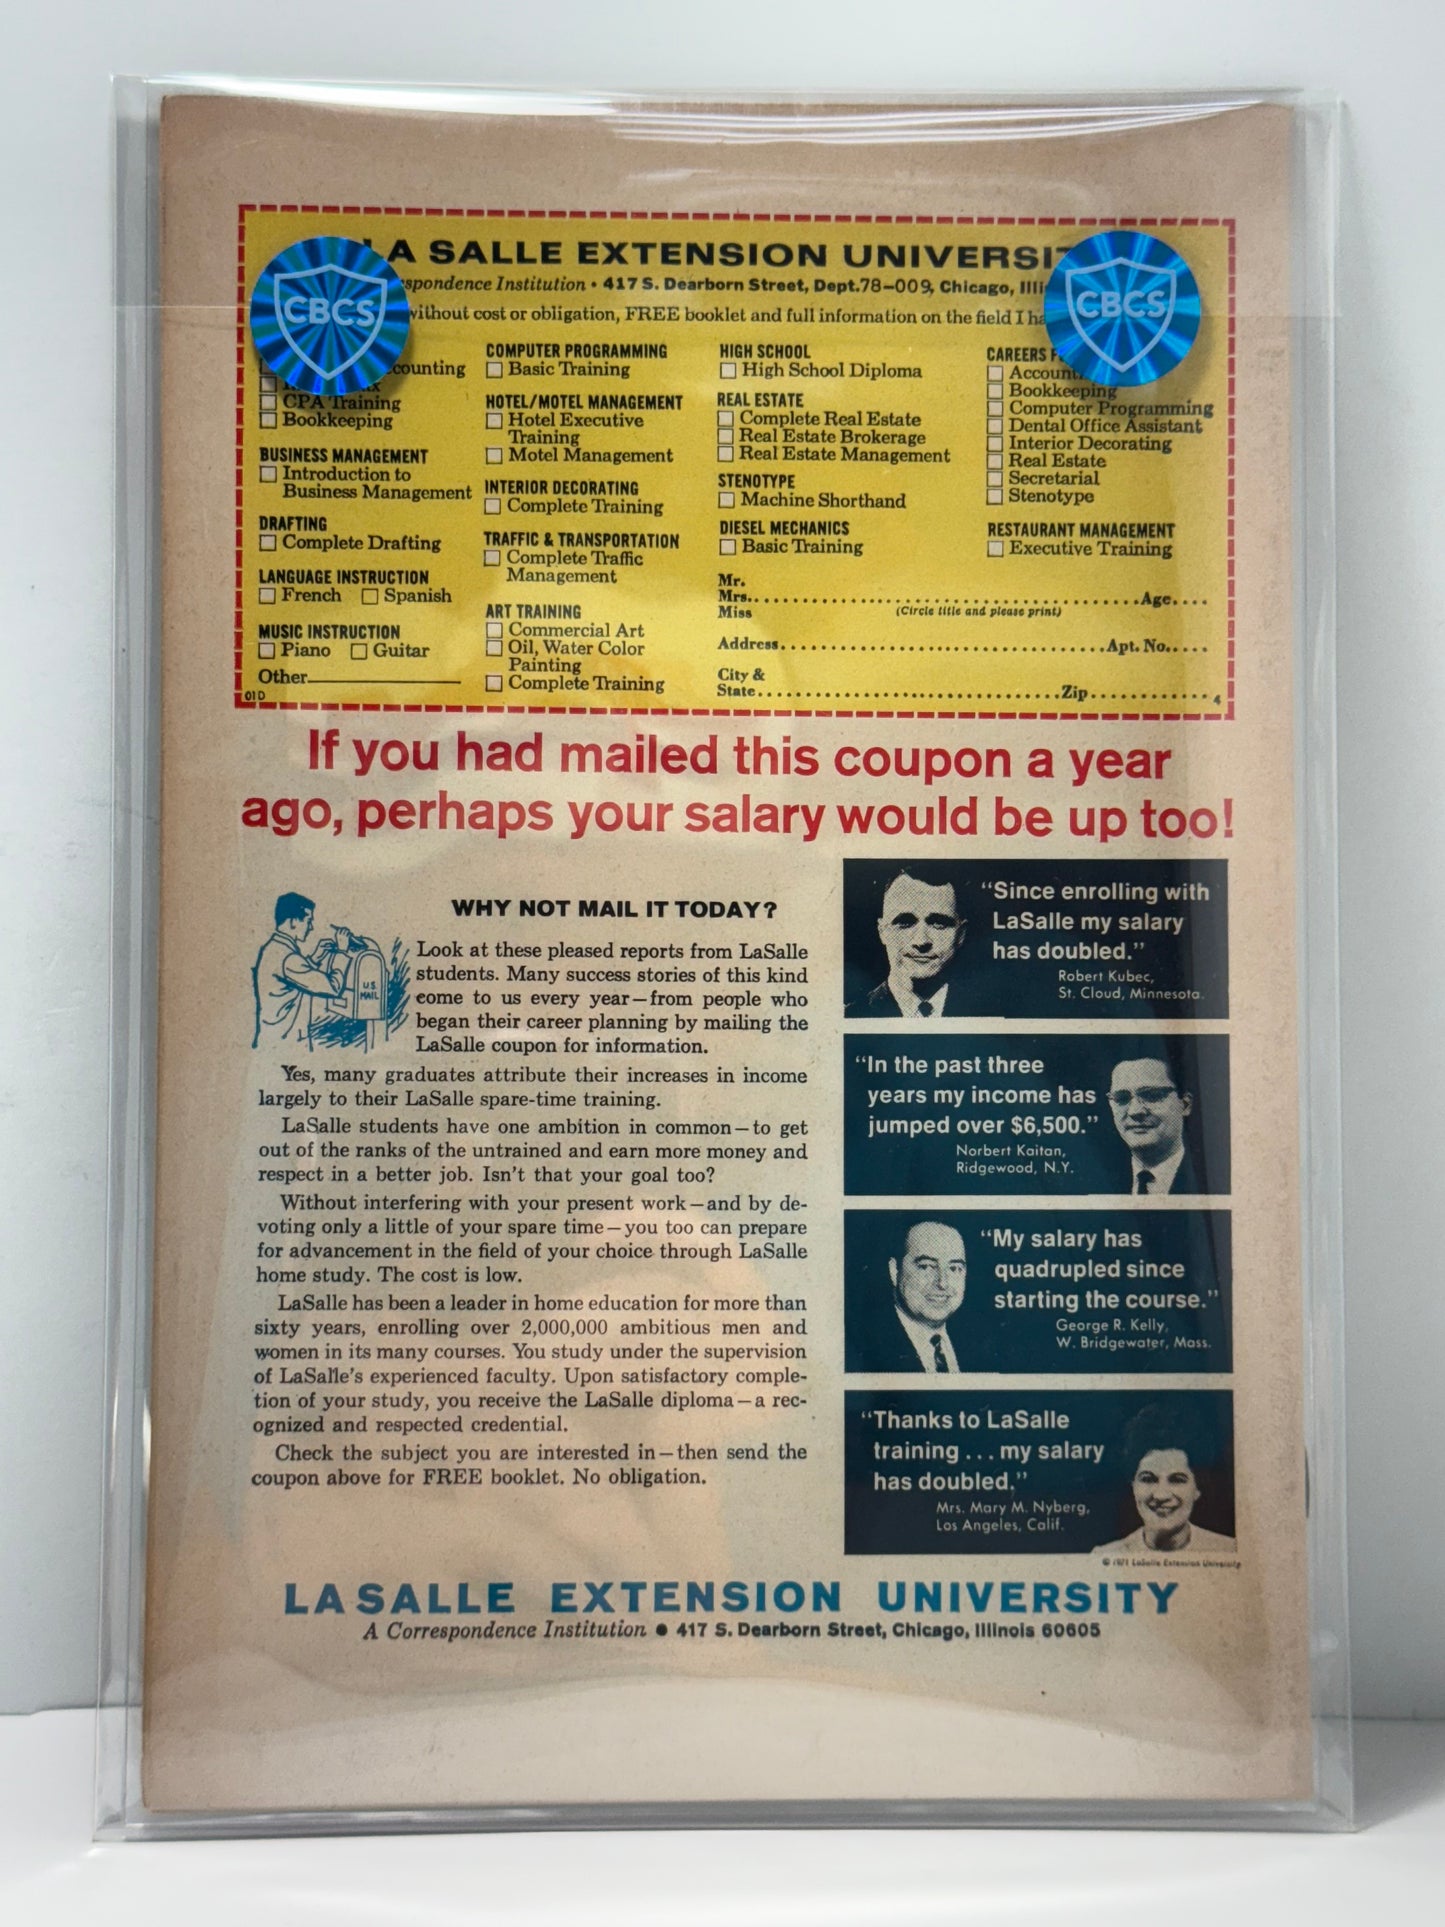 LA SALLE EXTENSION UNIVERSIT
CBCS
CBCS
Correspondence Institution • 417 S. Dearborn Street, Dept.78-009, Chicago,
without cost or obligation, FREE booklet and full information on the field I
CPA Training
Bookkeeping
BUSINESS MANAGEMENT
Introduction to
Business Management
DRAFTING
Complete Drafting
LANGUAGE INSTRUCTION
French Spanish
MUSIC INSTRUCTION
Piano Guitar
Other
01D
COMPUTER PROGRAMMING
Basic Training
HOTEL/MOTEL MANAGEMENT
Hotel Executive
Training
Motel Management
INTERIOR DECORATING
Complete Training
TRAFFIC & TRANSPORTATION
Complete Traffic
Management
ART TRAINING
Commercial Art
Oil, Water Color
Painting
Complete Training
HIGH SCHOOL
High School Diploma
REAL ESTATE
Complete Real Estate
Real Estate Brokerage
Real Estate Management
STENOTYPE
Machine Shorthand
DIESEL MECHANICS
Basic Training
CAREERS
Bookkeeping
Computer Programming
Dental Office Assistant
Interior Decorating
Real Estate
Secretarial
Stenotype
RESTAURANT MANAGEMENT
Executive Training
Mr.
Mrs. Age
Miss (Circle title and please print)
Address Apt. No.
City &
State Zip 4
If you had mailed this coupon a year
ago, perhaps your salary would be up too!
WHY NOT MAIL IT TODAY?
U.S.
MAIL
Look at these pleased reports from LaSalle
students. Many success stories of this kind
come to us every year—from people who
began their career planning by mailing the
LaSalle coupon for information.
Yes, many graduates attribute their increases in income
largely to their LaSalle spare-time training.
LaSalle students have one ambition in common—to get
out of the ranks of the untrained and earn more money and
respect in a better job. Isn't that your goal too?
Without interfering with your present work—and by de-
voting only a little of your spare time—you too can prepare
for advancement in the field of your choice through LaSalle
home study. The cost is low.
LaSalle has been a leader in home education for more than
sixty years, enrolling over 2,000,000 ambitious men and
women in its many courses. You study under the supervision
of LaSalle's experienced faculty. Upon satisfactory comple-
tion of your study, you receive the LaSalle diploma—a rec-
ognized and respected credential.
Check the subject you are interested in—then send the
coupon above for FREE booklet. No obligation.
"Since enrolling with
LaSalle my salary
has doubled."
Robert Kubec,
St. Cloud, Minnesota.
"In the past three
years my income has
jumped over $6,500."
Norbert Kaitan,
Ridgewood, N.Y.
"My salary has
quadrupled since
starting the course."
George R. Kelly,
W. Bridgewater, Mass.
"Thanks to LaSalle
training . . . my salary
has doubled."
Mrs. Mary M. Nyberg,
Los Angeles, Calif.
© 1971 LaSalle Extension University
LASALLE EXTENSION UNIVERSITY
A Correspondence Institution • 417 S. Dearborn Street, Chicago, Illinois 60605